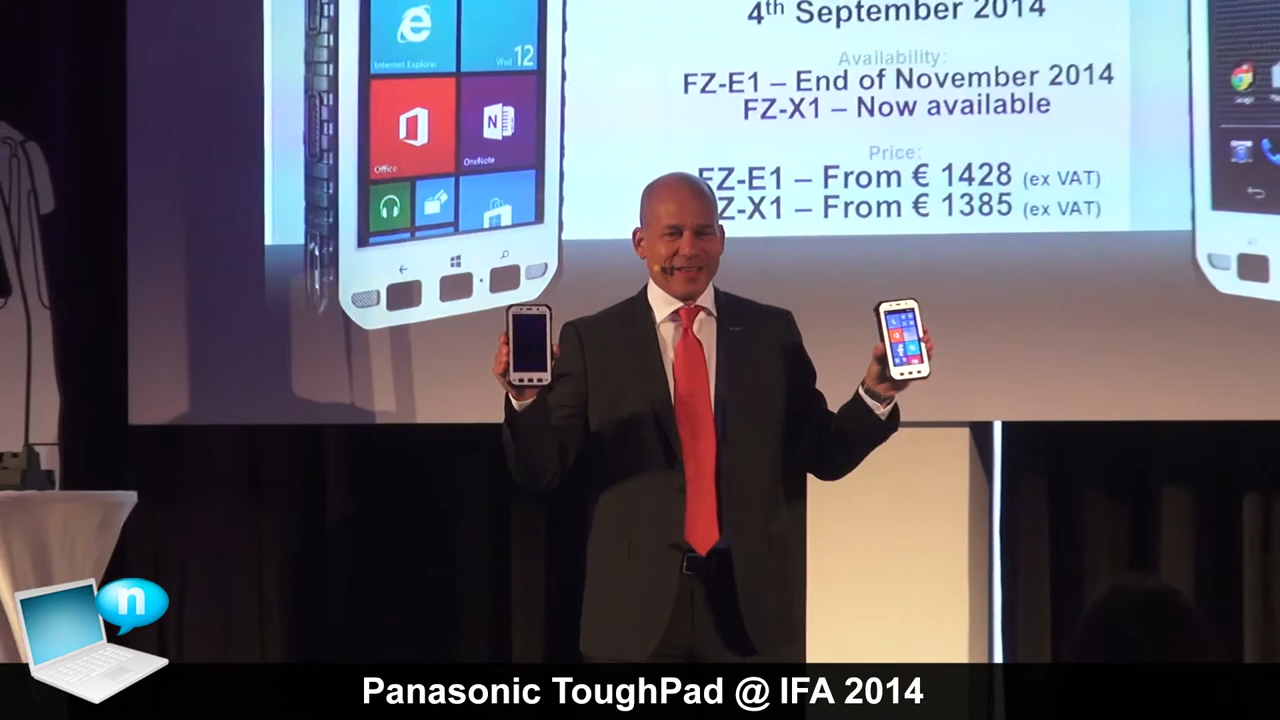 4th September 2014
Availability:
FZ-E1 – End of November 2014
FZ-X1 – Now available
Price:
FZ-E1 – From € 1428 (ex VAT)
Z-X1 – From € 1385 (ex VAT)
Internet Explorer
Wed 12
Office
N
OneNote
n
Panasonic ToughPad @ IFA 2014